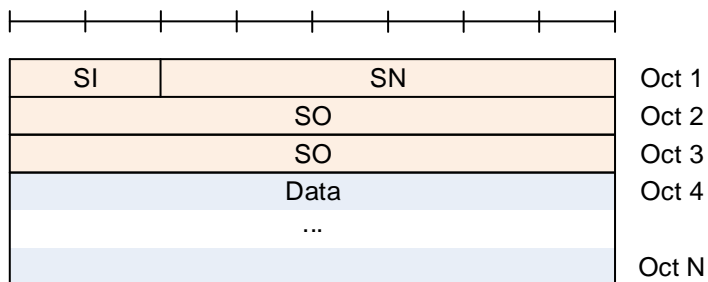 SI SN Oct 1
SO Oct 2
SO Oct 3
Data Oct 4
...
Oct N